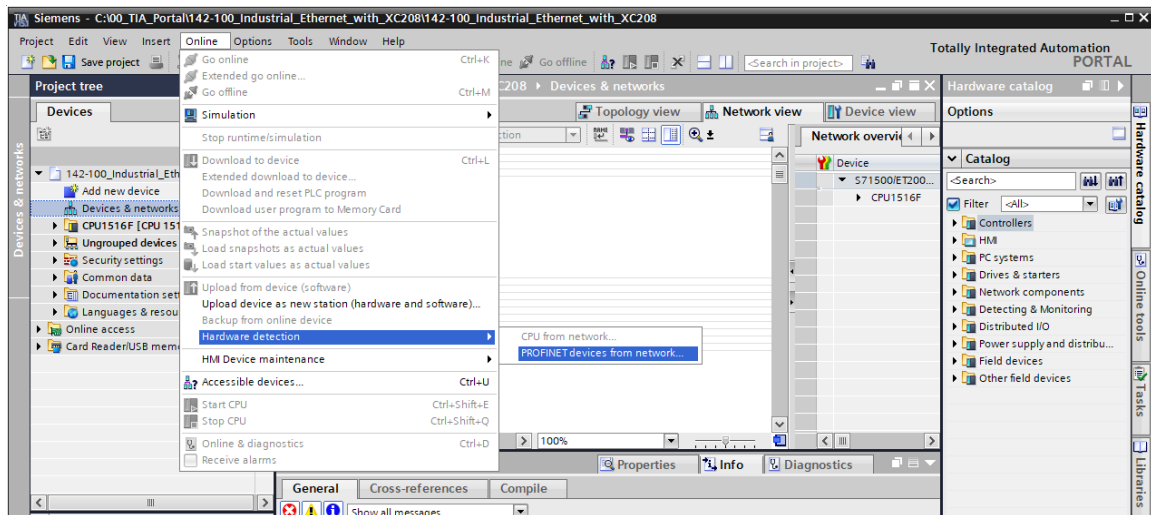 Siemens - C:\00_TIA_Portal\142-100_Industrial_Ethernet_with_XC208\142-100_Industrial_Ethernet_with_XC208
Project Edit View Insert Online Options Tools Window Help
Totally Integrated Automation
PORTAL
Save project
Go offline
<Search in project>
Project tree
Devices
Devices & networks
142-100_Industrial_Eth
Add new device
Devices & networks
CPU1516F [CPU 151
Ungrouped devices
Security settings
Common data
Documentation sett
Languages & resou
Online access
Card Reader/USB mem
Go online Ctrl+K
Extended go online...
Go offline Ctrl+M
Simulation
Stop runtime/simulation
Download to device Ctrl+L
Extended download to device...
Download and reset PLC program
Download user program to Memory Card
Snapshot of the actual values
Load snapshots as actual values
Load start values as actual values
Upload from device (software)
Upload device as new station (hardware and software)...
Backup from online device
Hardware detection
HMI Device maintenance
Accessible devices... Ctrl+U
Start CPU Ctrl+Shift+E
Stop CPU Ctrl+Shift+Q
Online & diagnostics Ctrl+D
Receive alarms
CPU from network...
PROFINET devices from network...
C208 Devices & networks
Topology view Network view Device view
Network overvie
Device
S71500/ET200...
CPU1516F
100%
Properties Info Diagnostics
General Cross-references Compile
Show all messages
Hardware catalog
Options
Catalog
<Search>
Filter <All>
Controllers
HMI
PC systems
Drives & starters
Network components
Detecting & Monitoring
Distributed I/O
Power supply and distribu...
Field devices
Other field devices
Hardware catalog
Online tools
Tasks
Libraries